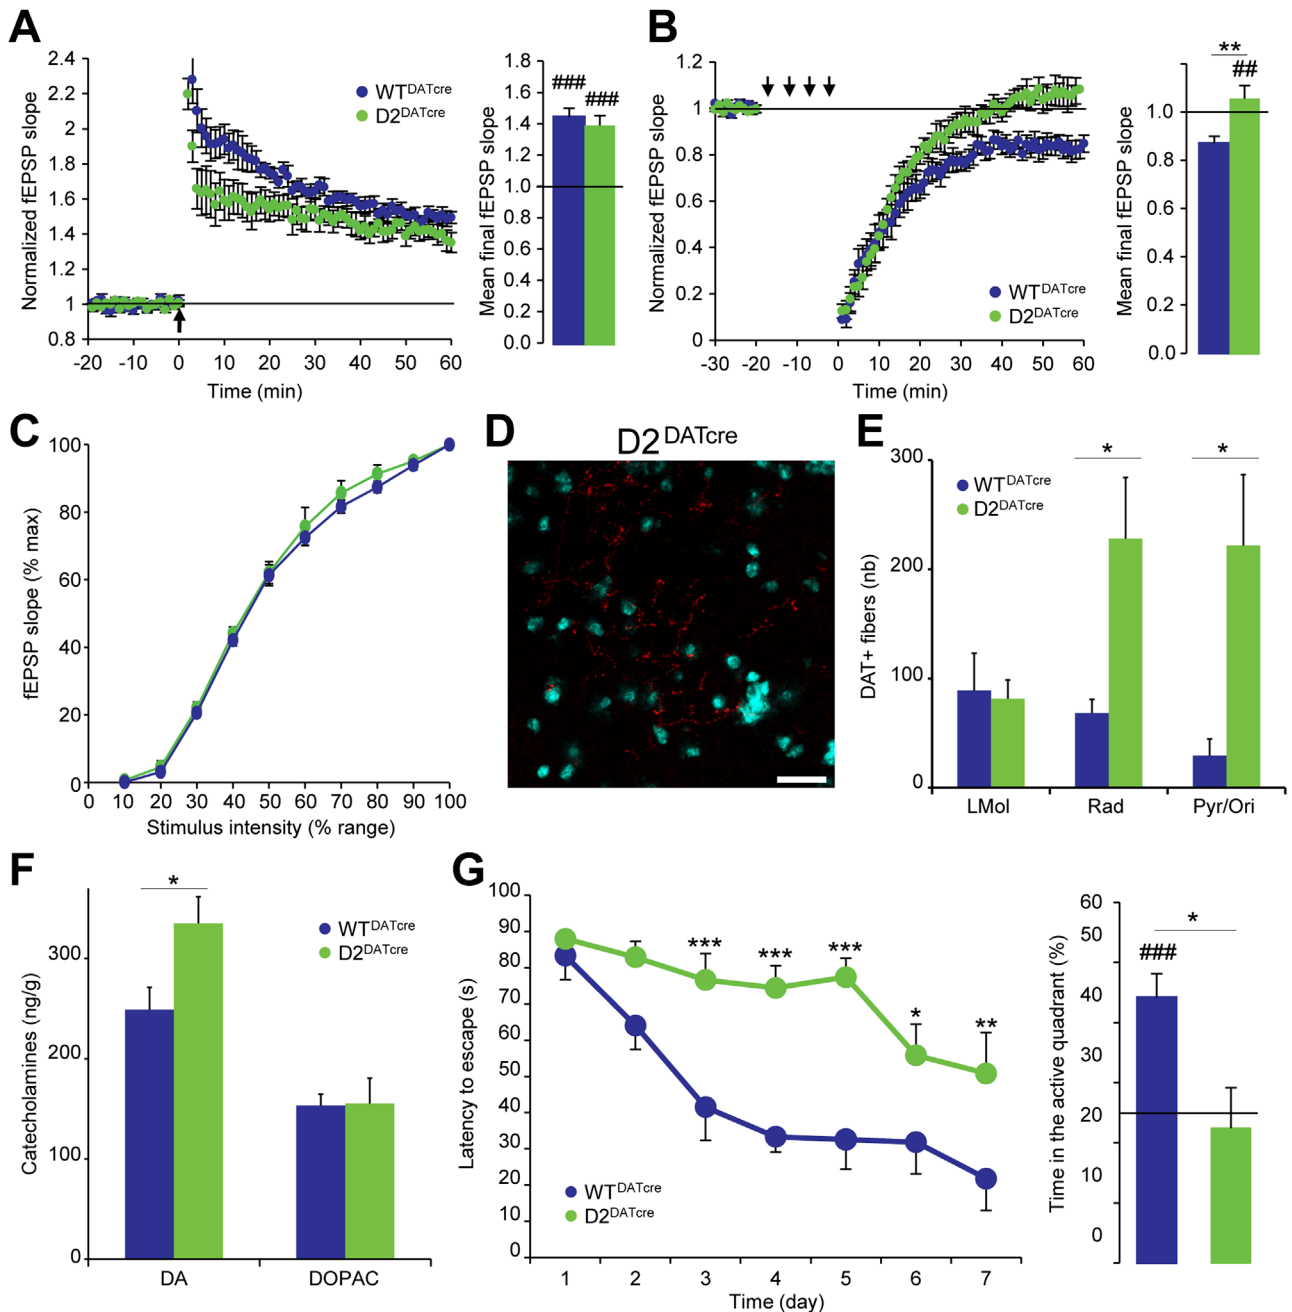 A
Normalized fEPSP slope
2.4
2.2
2
1.8
1.6
1.4
1.2
1
0.8
-20 -10 0 10 20 30 40 50 60
Time (min)
WTDATcre
D2DATcre
Mean final fEPSP slope
1.8
1.6
1.4
1.2
1.0
0.8
0.6
0.4
0.2
0.0
###
###
B
Normalized fEPSP slope
1.2
1
0.8
0.6
0.4
0.2
0
-30 -20 -10 0 10 20 30 40 50 60
Time (min)
WTDATcre
D2DATcre
Mean final fEPSP slope
1.0
0.8
0.6
0.4
0.2
0.0
**
##
C
fEPSP slope (% max)
100
80
60
40
20
0
0 10 20 30 40 50 60 70 80 90 100
Stimulus intensity (% range)
D
D2DATcre
E
DAT+ fibers (nb)
300
200
100
0
WTDATcre
D2DATcre
*
*
LMol Rad Pyr/Ori
F
Catecholamines (ng/g)
300
200
100
0
*
WTDATcre
D2DATcre
DA DOPAC
G
Latency to escape (s)
100
90
80
70
60
50
40
30
20
10
0
*** *** *** * **
WTDATcre
D2DATcre
1 2 3 4 5 6 7
Time (day)
Time in the active quadrant (%)
60
50
40
30
20
10
0
*
###